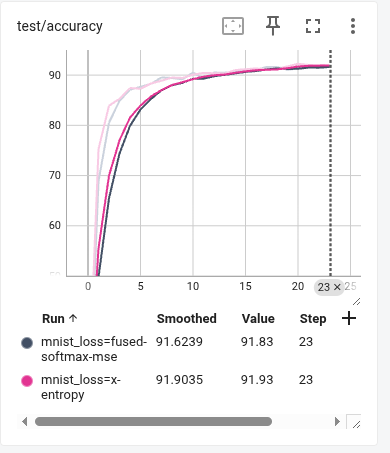 test/accuracy
90
80
70
60
50
0 5 10 15 20 23 × 25
Run ↑ Smoothed Value Step
mnist_loss=fused- 91.6239 91.83 23
softmax-mse
mnist_loss=x- 91.9035 91.93 23
entropy